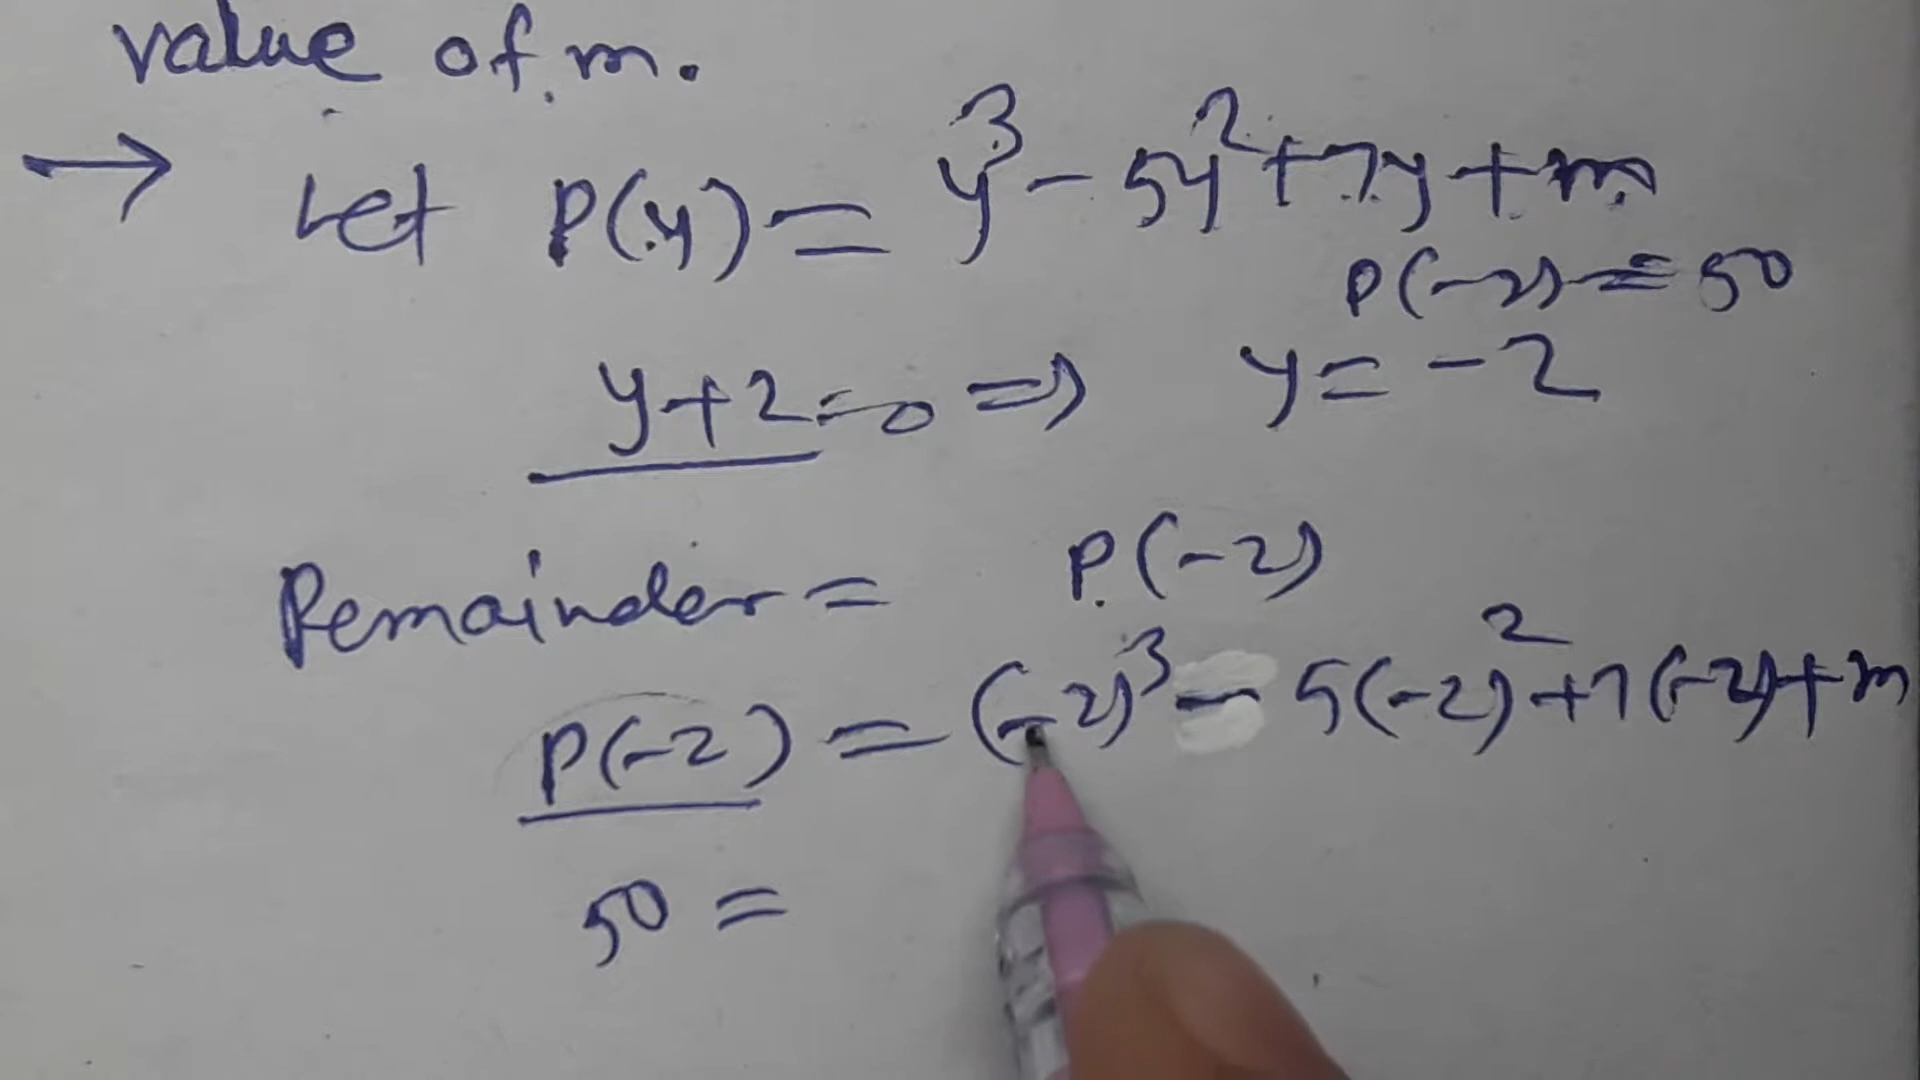 value of m.
→ Let P(y) = y³ - 5y² + 7y + m
P(-2) = 50
y+2=0 => y = -2
Remainder = P(-2)
P(-2) = (-2)³ - 5(-2)² + 7(-2) + m
50 =